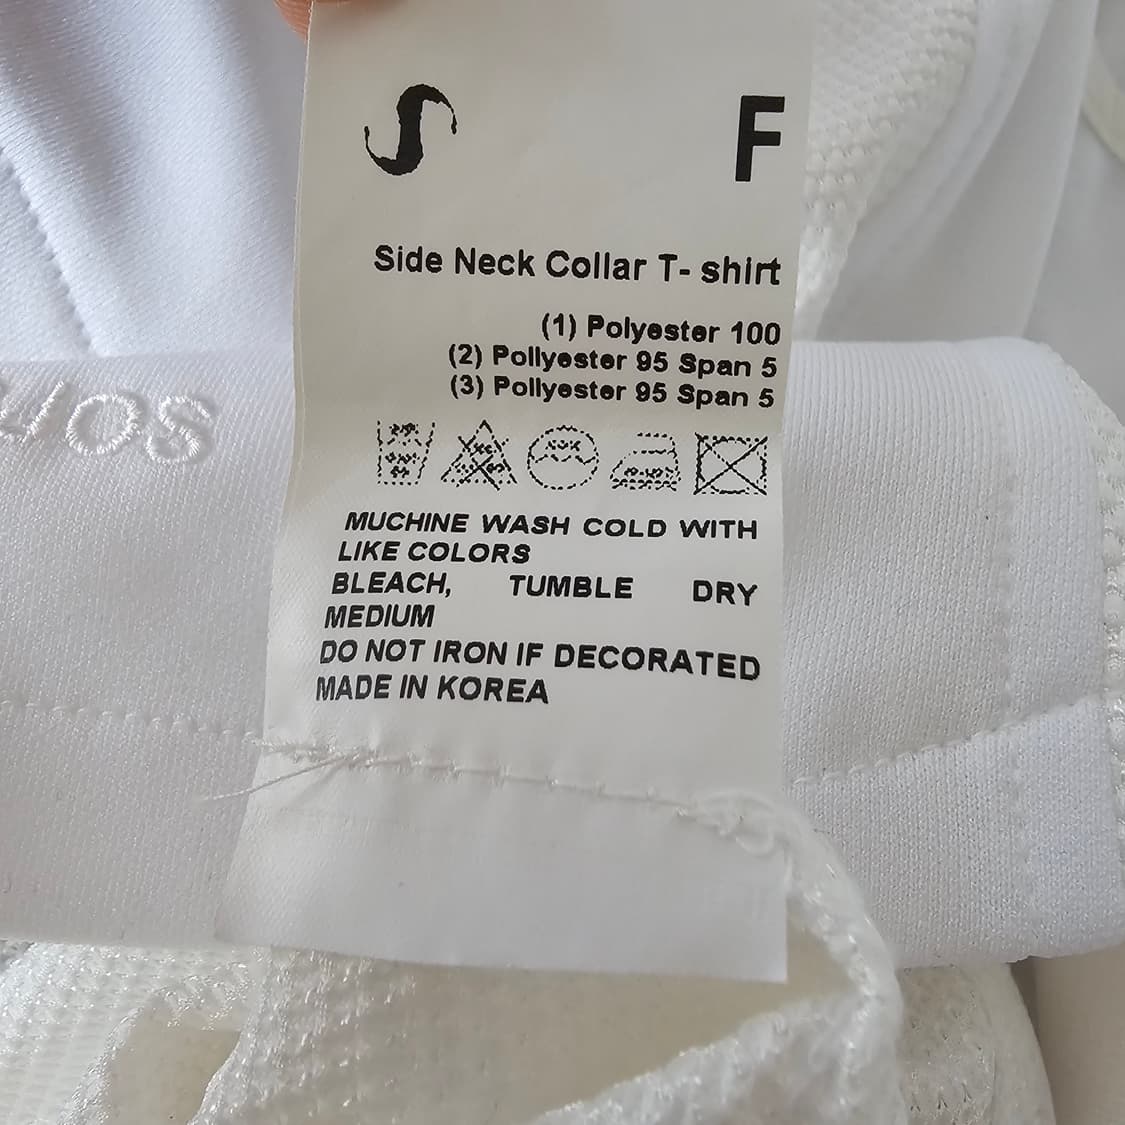 S F
Side Neck Collar T- shirt
(1) Polyester 100
(2) Pollyester 95 Span 5
(3) Pollyester 95 Span 5
MUCHINE WASH COLD WITH
LIKE COLORS
BLEACH, TUMBLE DRY
MEDIUM
DO NOT IRON IF DECORATED
MADE IN KOREA